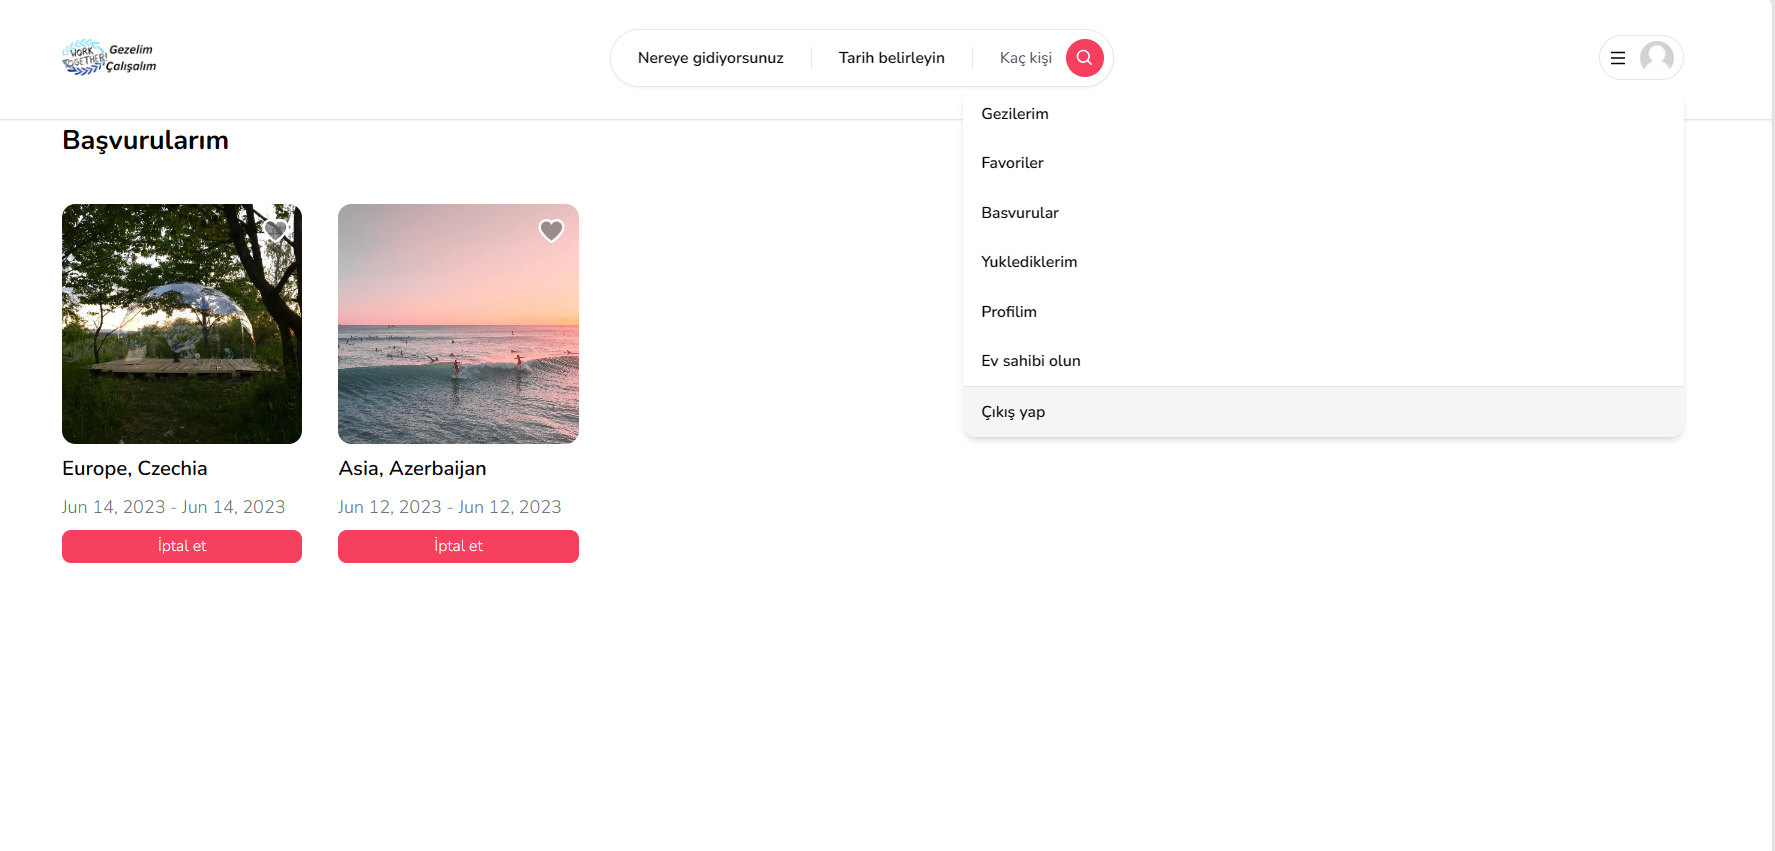 WORK TOGETHER!
Gezelim
Çalışalım
Nereye gidiyorsunuz
Tarih belirleyin
Kaç kişi
Gezilerim
Favoriler
Basvurular
Yuklediklerim
Profilim
Ev sahibi olun
Çıkış yap
Başvurularım
Europe, Czechia
Jun 14, 2023 - Jun 14, 2023
İptal et
Asia, Azerbaijan
Jun 12, 2023 - Jun 12, 2023
İptal et